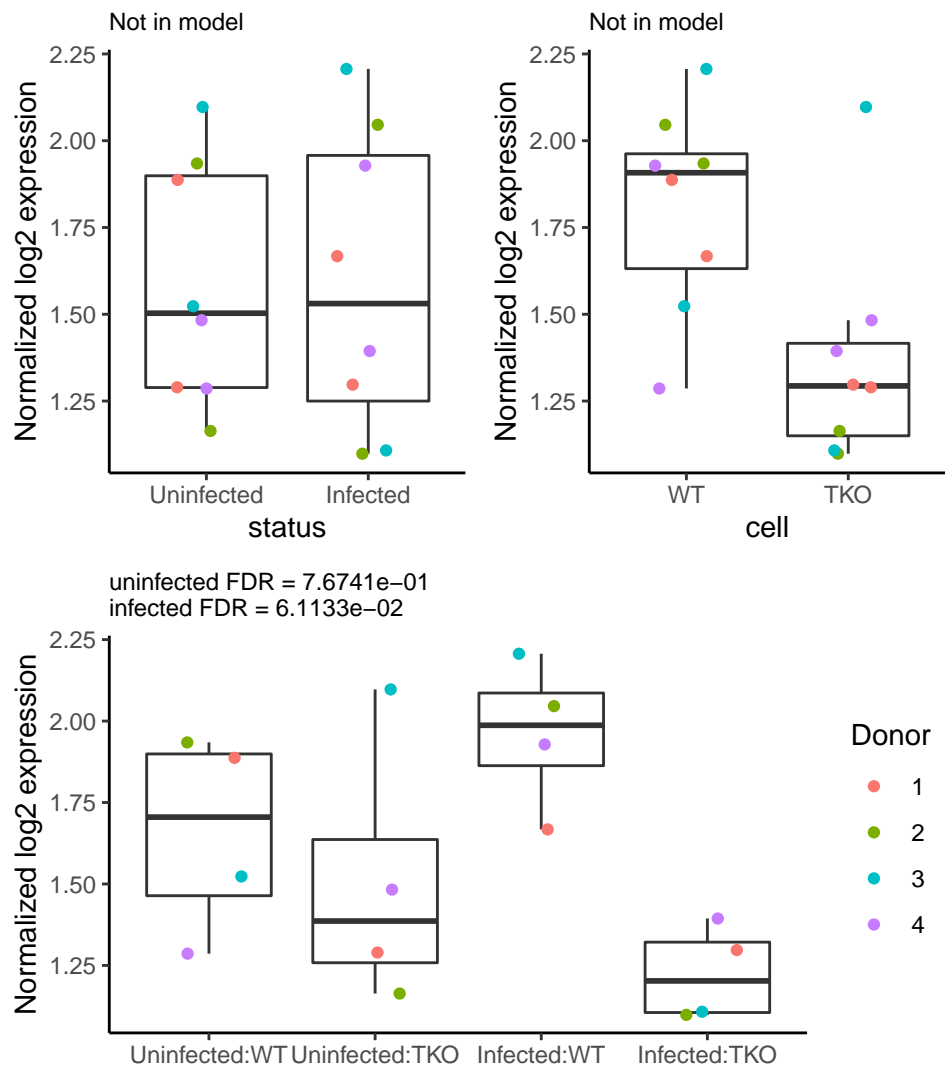 Not in model
Normalized log2 expression
2.25
2.00
1.75
1.50
1.25
Uninfected Infected
status
Not in model
Normalized log2 expression
2.25
2.00
1.75
1.50
1.25
WT TKO
cell
uninfected FDR = 7.6741e−01
infected FDR = 6.1133e−02
Normalized log2 expression
2.25
2.00
1.75
1.50
1.25
Uninfected:WT Uninfected:TKO Infected:WT Infected:TKO
Donor
1
2
3
4